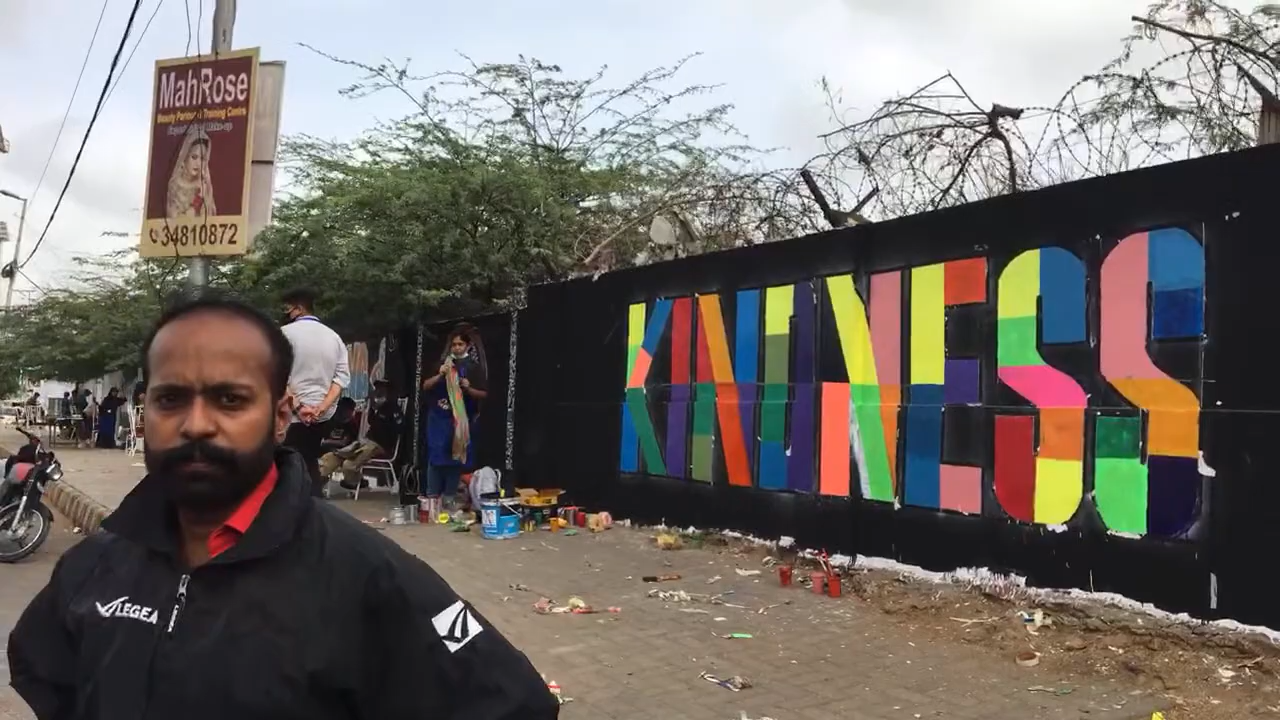 MahRose
Beauty Parlour & Training Centre
34810872
KINDNESS
LEGEA